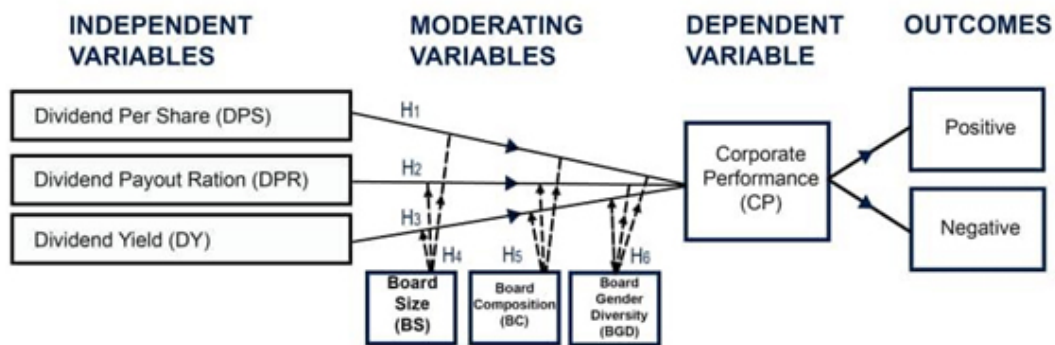 INDEPENDENT VARIABLES
MODERATING VARIABLES
DEPENDENT VARIABLE
OUTCOMES
Dividend Per Share (DPS)
Dividend Payout Ration (DPR)
Dividend Yield (DY)
H1
H2
H3
H4
H5
H6
Board
Size
(BS)
Board
Composition
(BC)
Board
Gender
Diversity
(BGD)
Corporate
Performance
(CP)
Positive
Negative